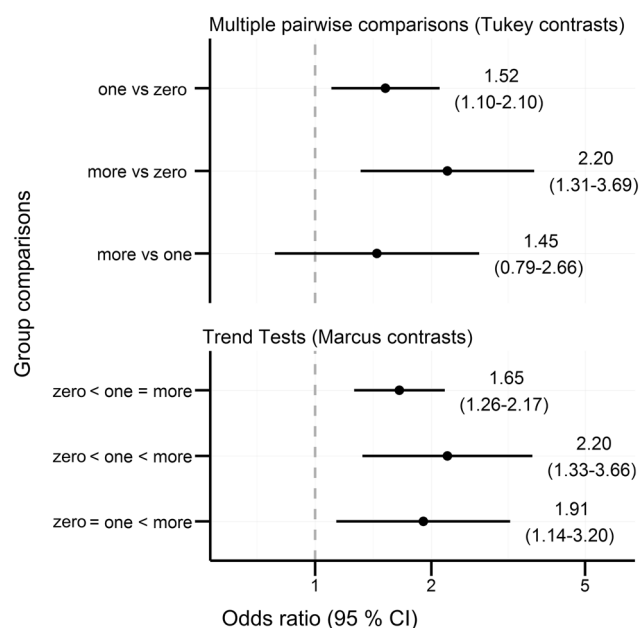 Multiple pairwise comparisons (Tukey contrasts)
one vs zero
1.52
(1.10-2.10)
more vs zero
2.20
(1.31-3.69)
more vs one
1.45
(0.79-2.66)
Group comparisons
Trend Tests (Marcus contrasts)
zero < one = more
1.65
(1.26-2.17)
zero < one < more
2.20
(1.33-3.66)
zero = one < more
1.91
(1.14-3.20)
1 2 5
Odds ratio (95 % CI)